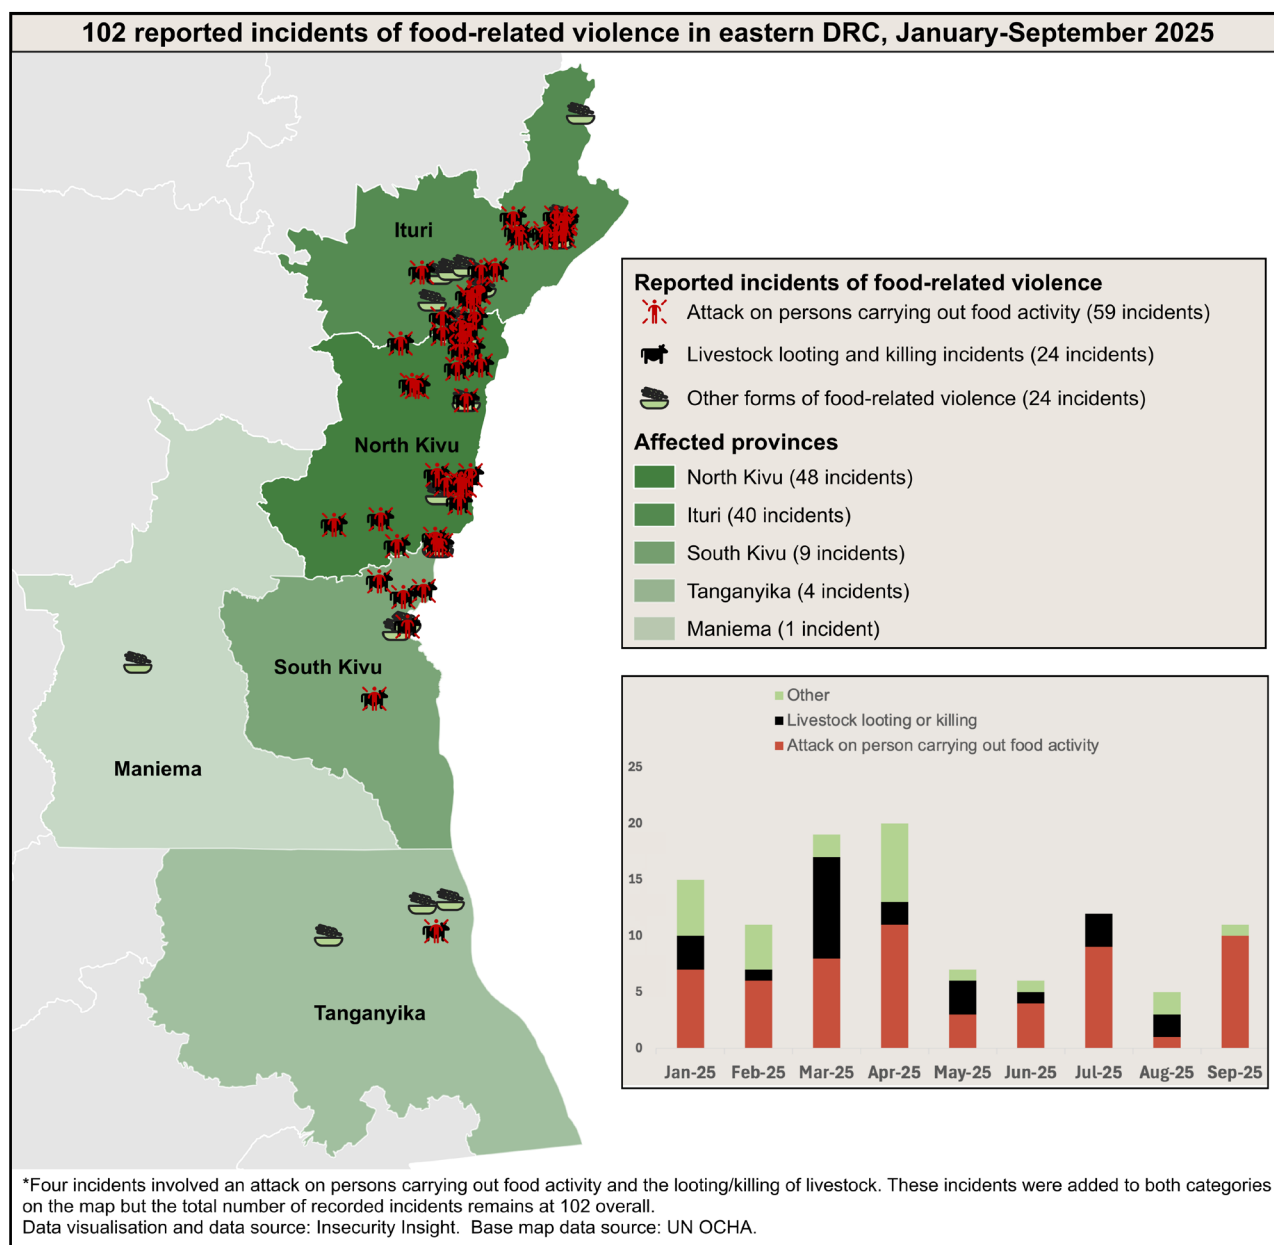 102 reported incidents of food-related violence in eastern DRC, January-September 2025
Ituri
North Kivu
South Kivu
Maniema
Tanganyika
Reported incidents of food-related violence
Attack on persons carrying out food activity (59 incidents)
Livestock looting and killing incidents (24 incidents)
Other forms of food-related violence (24 incidents)
Affected provinces
North Kivu (48 incidents)
Ituri (40 incidents)
South Kivu (9 incidents)
Tanganyika (4 incidents)
Maniema (1 incident)
Other
Livestock looting or killing
Attack on person carrying out food activity
25
20
15
10
5
0
Jan-25 Feb-25 Mar-25 Apr-25 May-25 Jun-25 Jul-25 Aug-25 Sep-25
*Four incidents involved an attack on persons carrying out food activity and the looting/killing of livestock. These incidents were added to both categories
on the map but the total number of recorded incidents remains at 102 overall.
Data visualisation and data source: Insecurity Insight. Base map data source: UN OCHA.